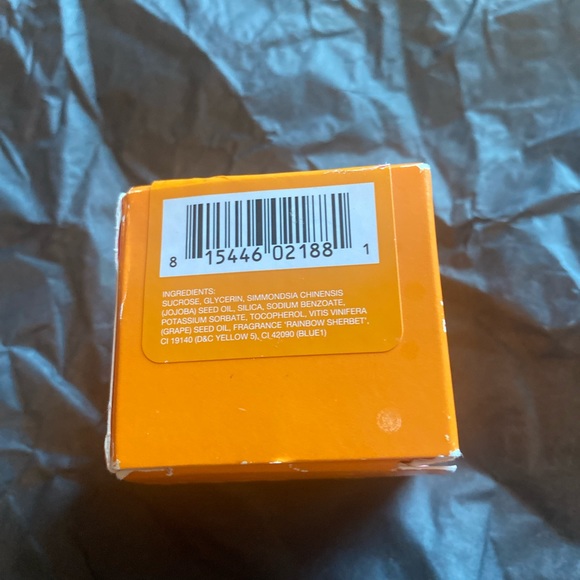 8 15446 02188 1
INGREDIENTS:
SUCROSE, GLYCERIN, SIMMONDSIA CHINENSIS
(JOJOBA) SEED OIL, SILICA, SODIUM BENZOATE,
POTASSIUM SORBATE, TOCOPHEROL, VITIS VINIFERA
(GRAPE) SEED OIL, FRAGRANCE 'RAINBOW SHERBET',
CI 19140 (D&C YELLOW 5), CI, 42090 (BLUE1)